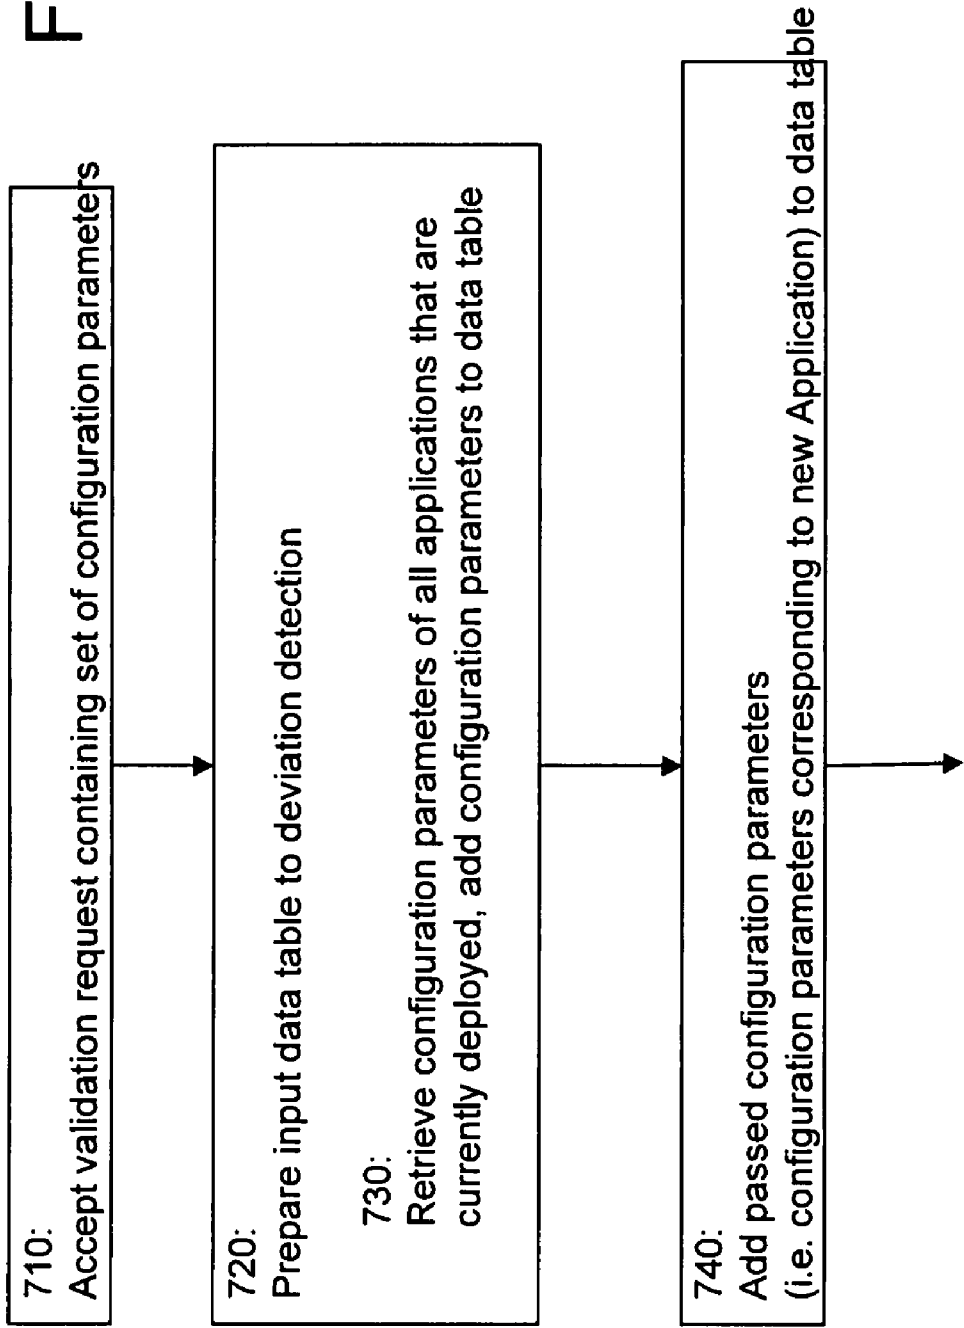 F
710:
Accept validation request containing set of configuration parameters
720:
Prepare input data table to deviation detection
730:
Retrieve configuration parameters of all applications that are
currently deployed, add configuration parameters to data table
740:
Add passed configuration parameters
(i.e. configuration parameters corresponding to new Application) to data table